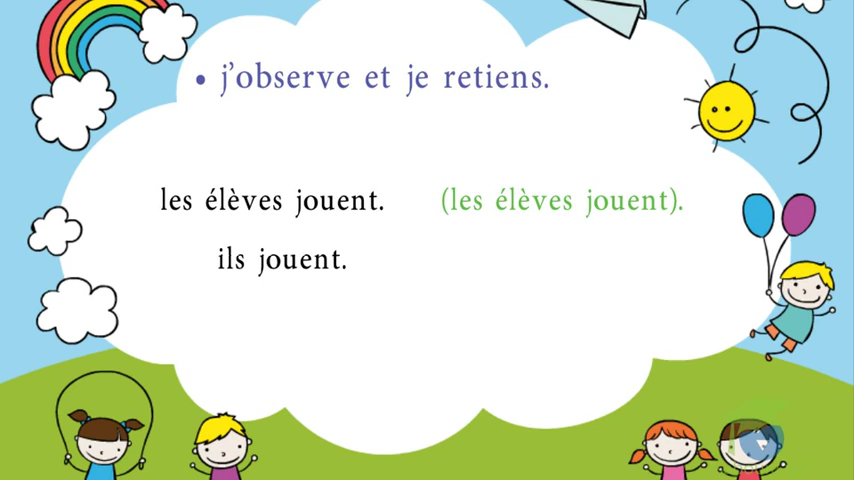 • j'observe et je retiens.
les élèves jouent. (les élèves jouent).
ils jouent.